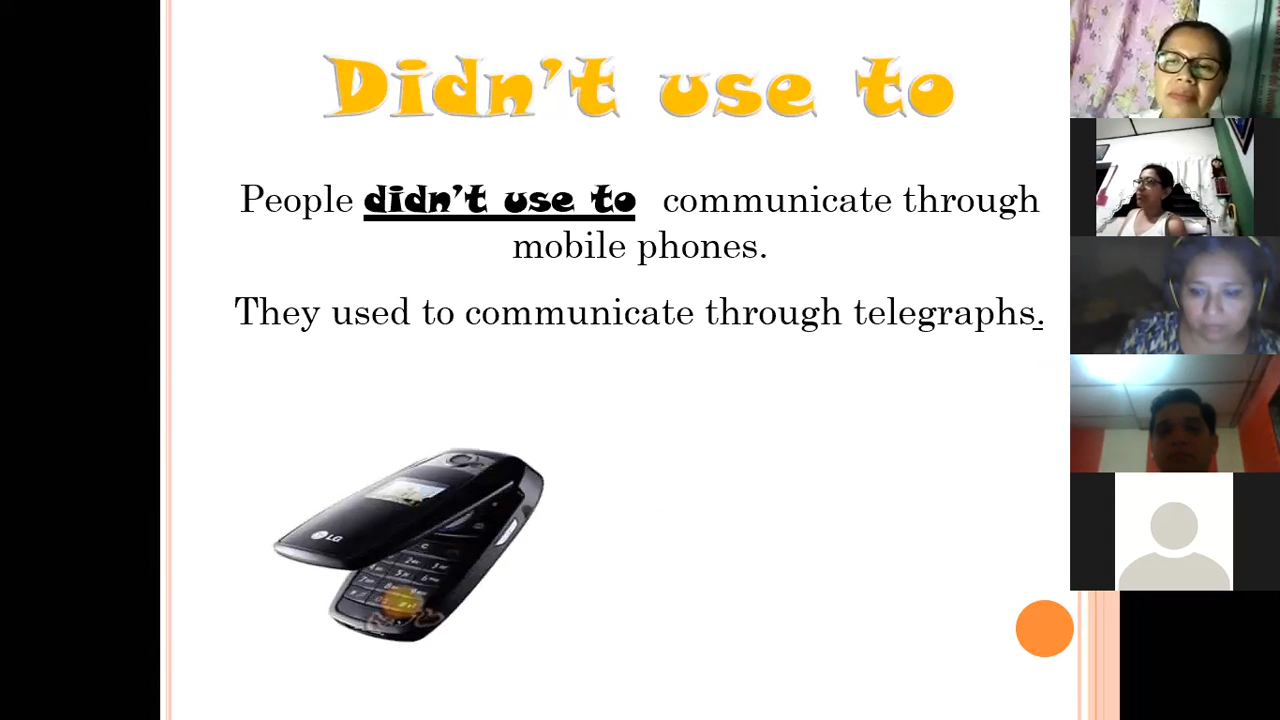 Didn't use to
People didn't use to communicate through
mobile phones.
They used to communicate through telegraphs.
LG